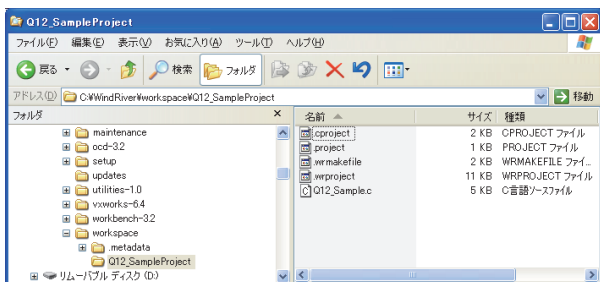 Q12_SampleProject
ファイル(F) 編集(E) 表示(V) お気に入り(A) ツール(T) ヘルプ(H)
戻る 検索 フォルダ
アドレス(D) C:¥WindRiver¥workspace¥Q12_SampleProject 移動
フォルダ
maintenance
ocd-3.2
setup
updates
utilities-1.0
vxworks-6.4
workbench-3.2
workspace
.metadata
Q12_SampleProject
リムーバブル ディスク (D:)
名前 サイズ 種類
.cproject 2 KB CPROJECT ファイル
.project 1 KB PROJECT ファイル
.wrmakefile 2 KB WRMAKEFILE ファイ...
.wrproject 11 KB WRPROJECT ファイル
Q12_Sample.c 5 KB C言語ソースファイル